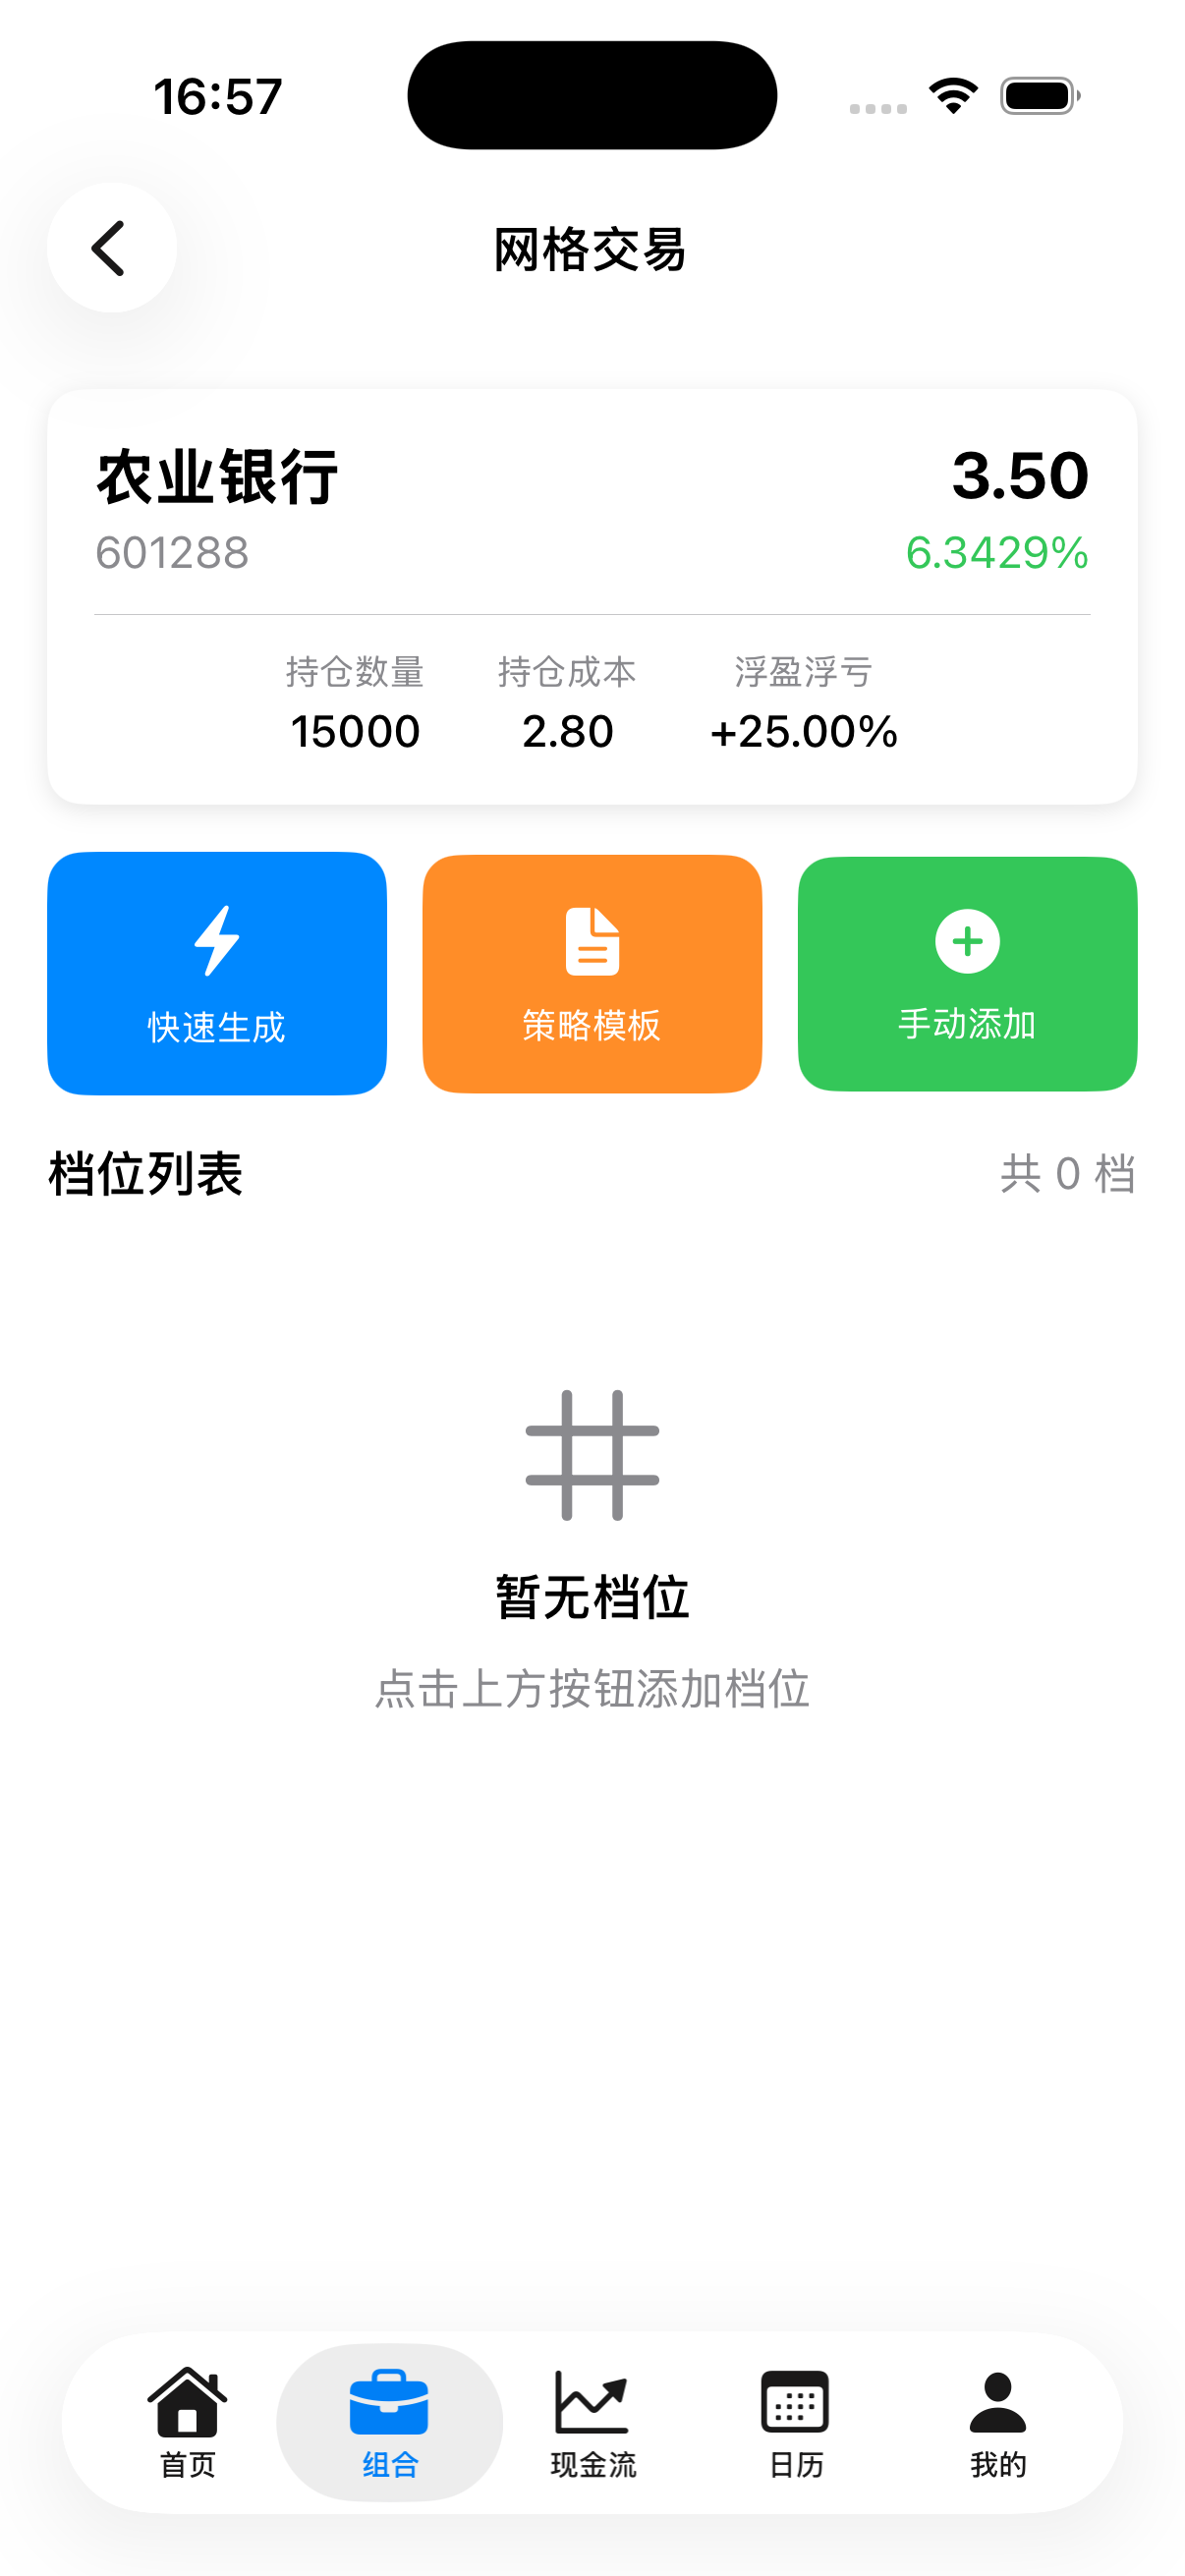 16:57
网格交易
农业银行 3.50
601288 6.3429%
持仓数量 持仓成本 浮盈浮亏
15000 2.80 +25.00%
快速生成 策略模板 手动添加
档位列表 共 0 档
暂无档位
点击上方按钮添加档位
首页 组合 现金流 日历 我的